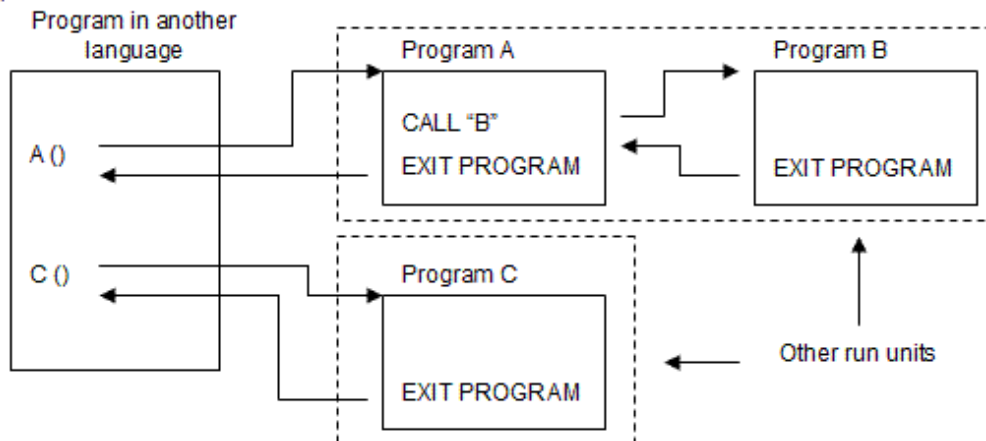 Program in another
language
Program A
Program B
CALL “B”
A ()
EXIT PROGRAM
EXIT PROGRAM
C ()
Program C
Other run units
EXIT PROGRAM